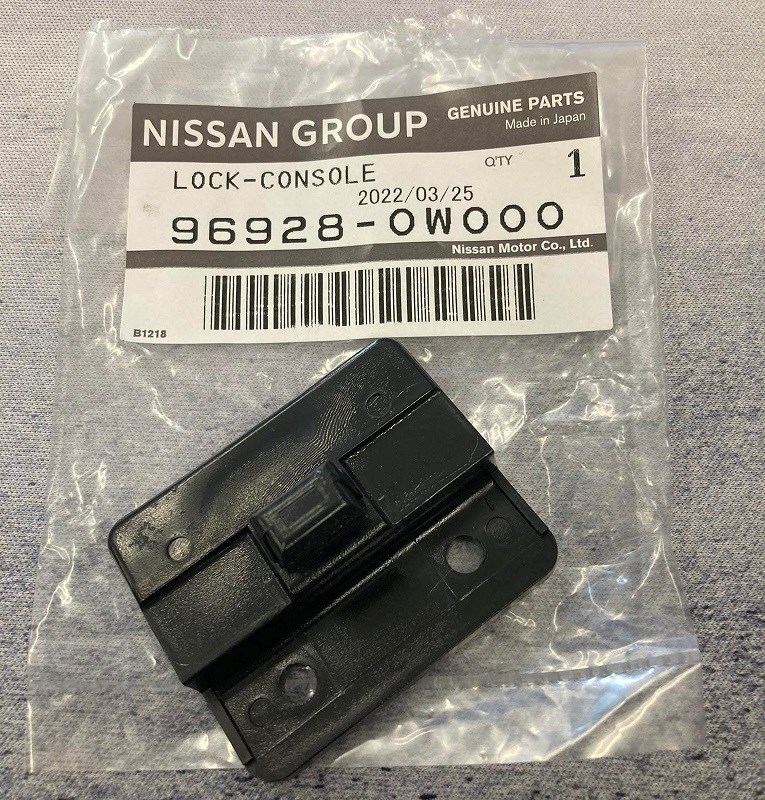 NISSAN GROUP
GENUINE PARTS
Made in Japan
LOCK-CONSOLE
Q'TY 1
2022/03/25
96928-0W000
Nissan Motor Co., Ltd.
B1218